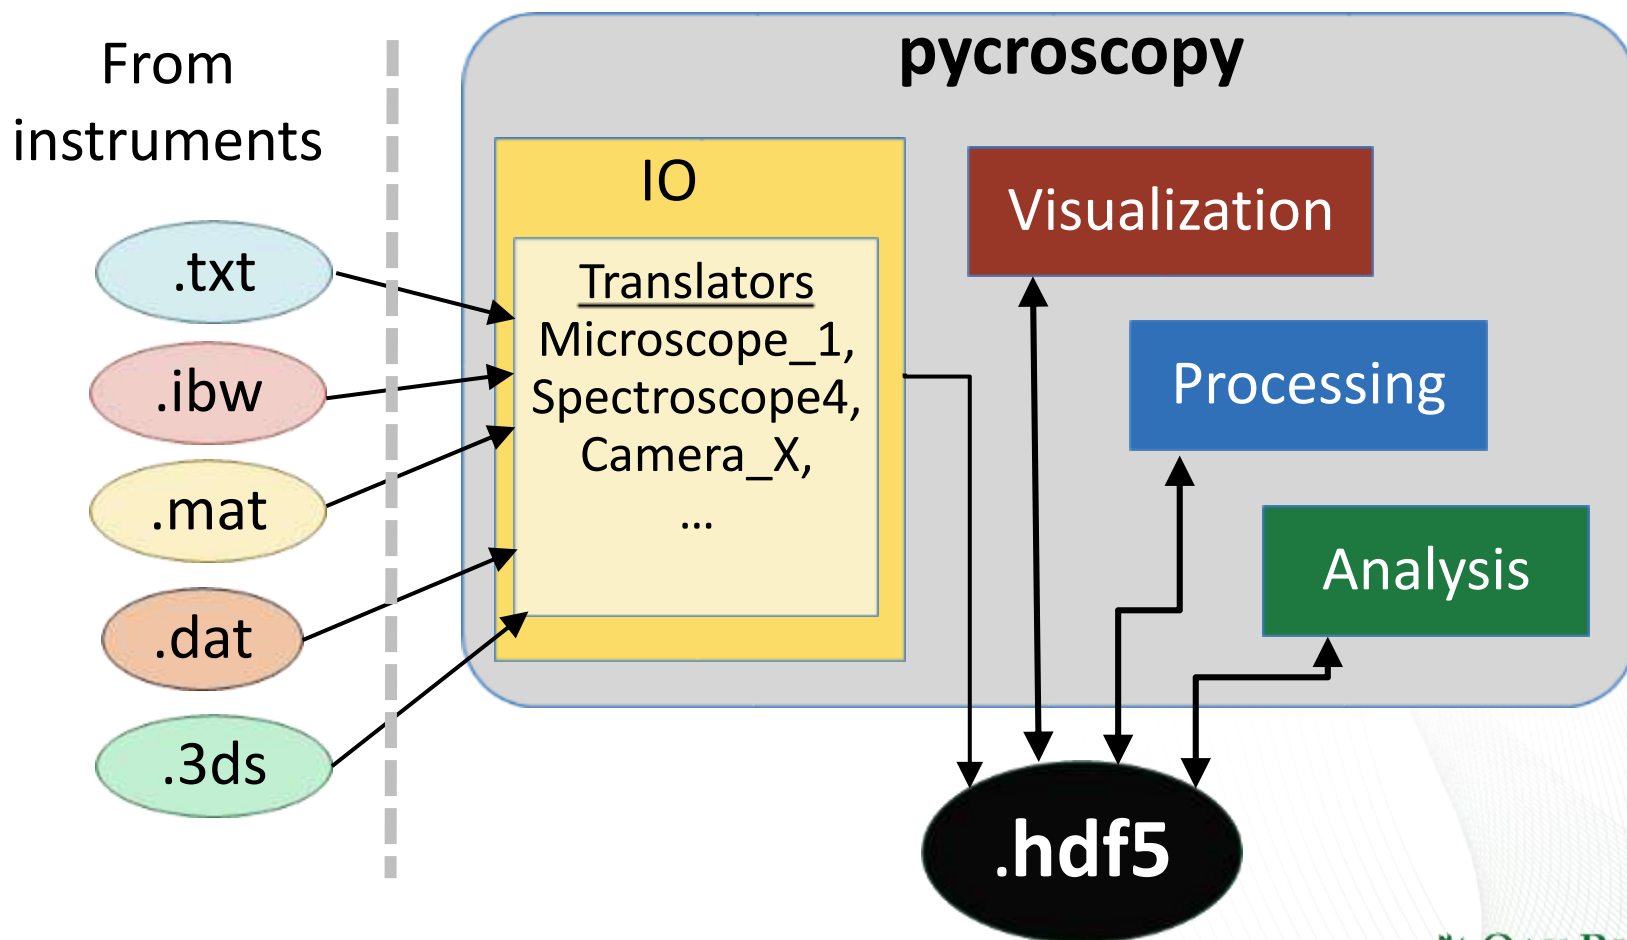 From
instruments
.txt
.ibw
.mat
.dat
.3ds
pycroscopy
IO
Translators
Microscope_1,
Spectroscope4,
Camera_X,
...
Visualization
Processing
Analysis
.hdf5